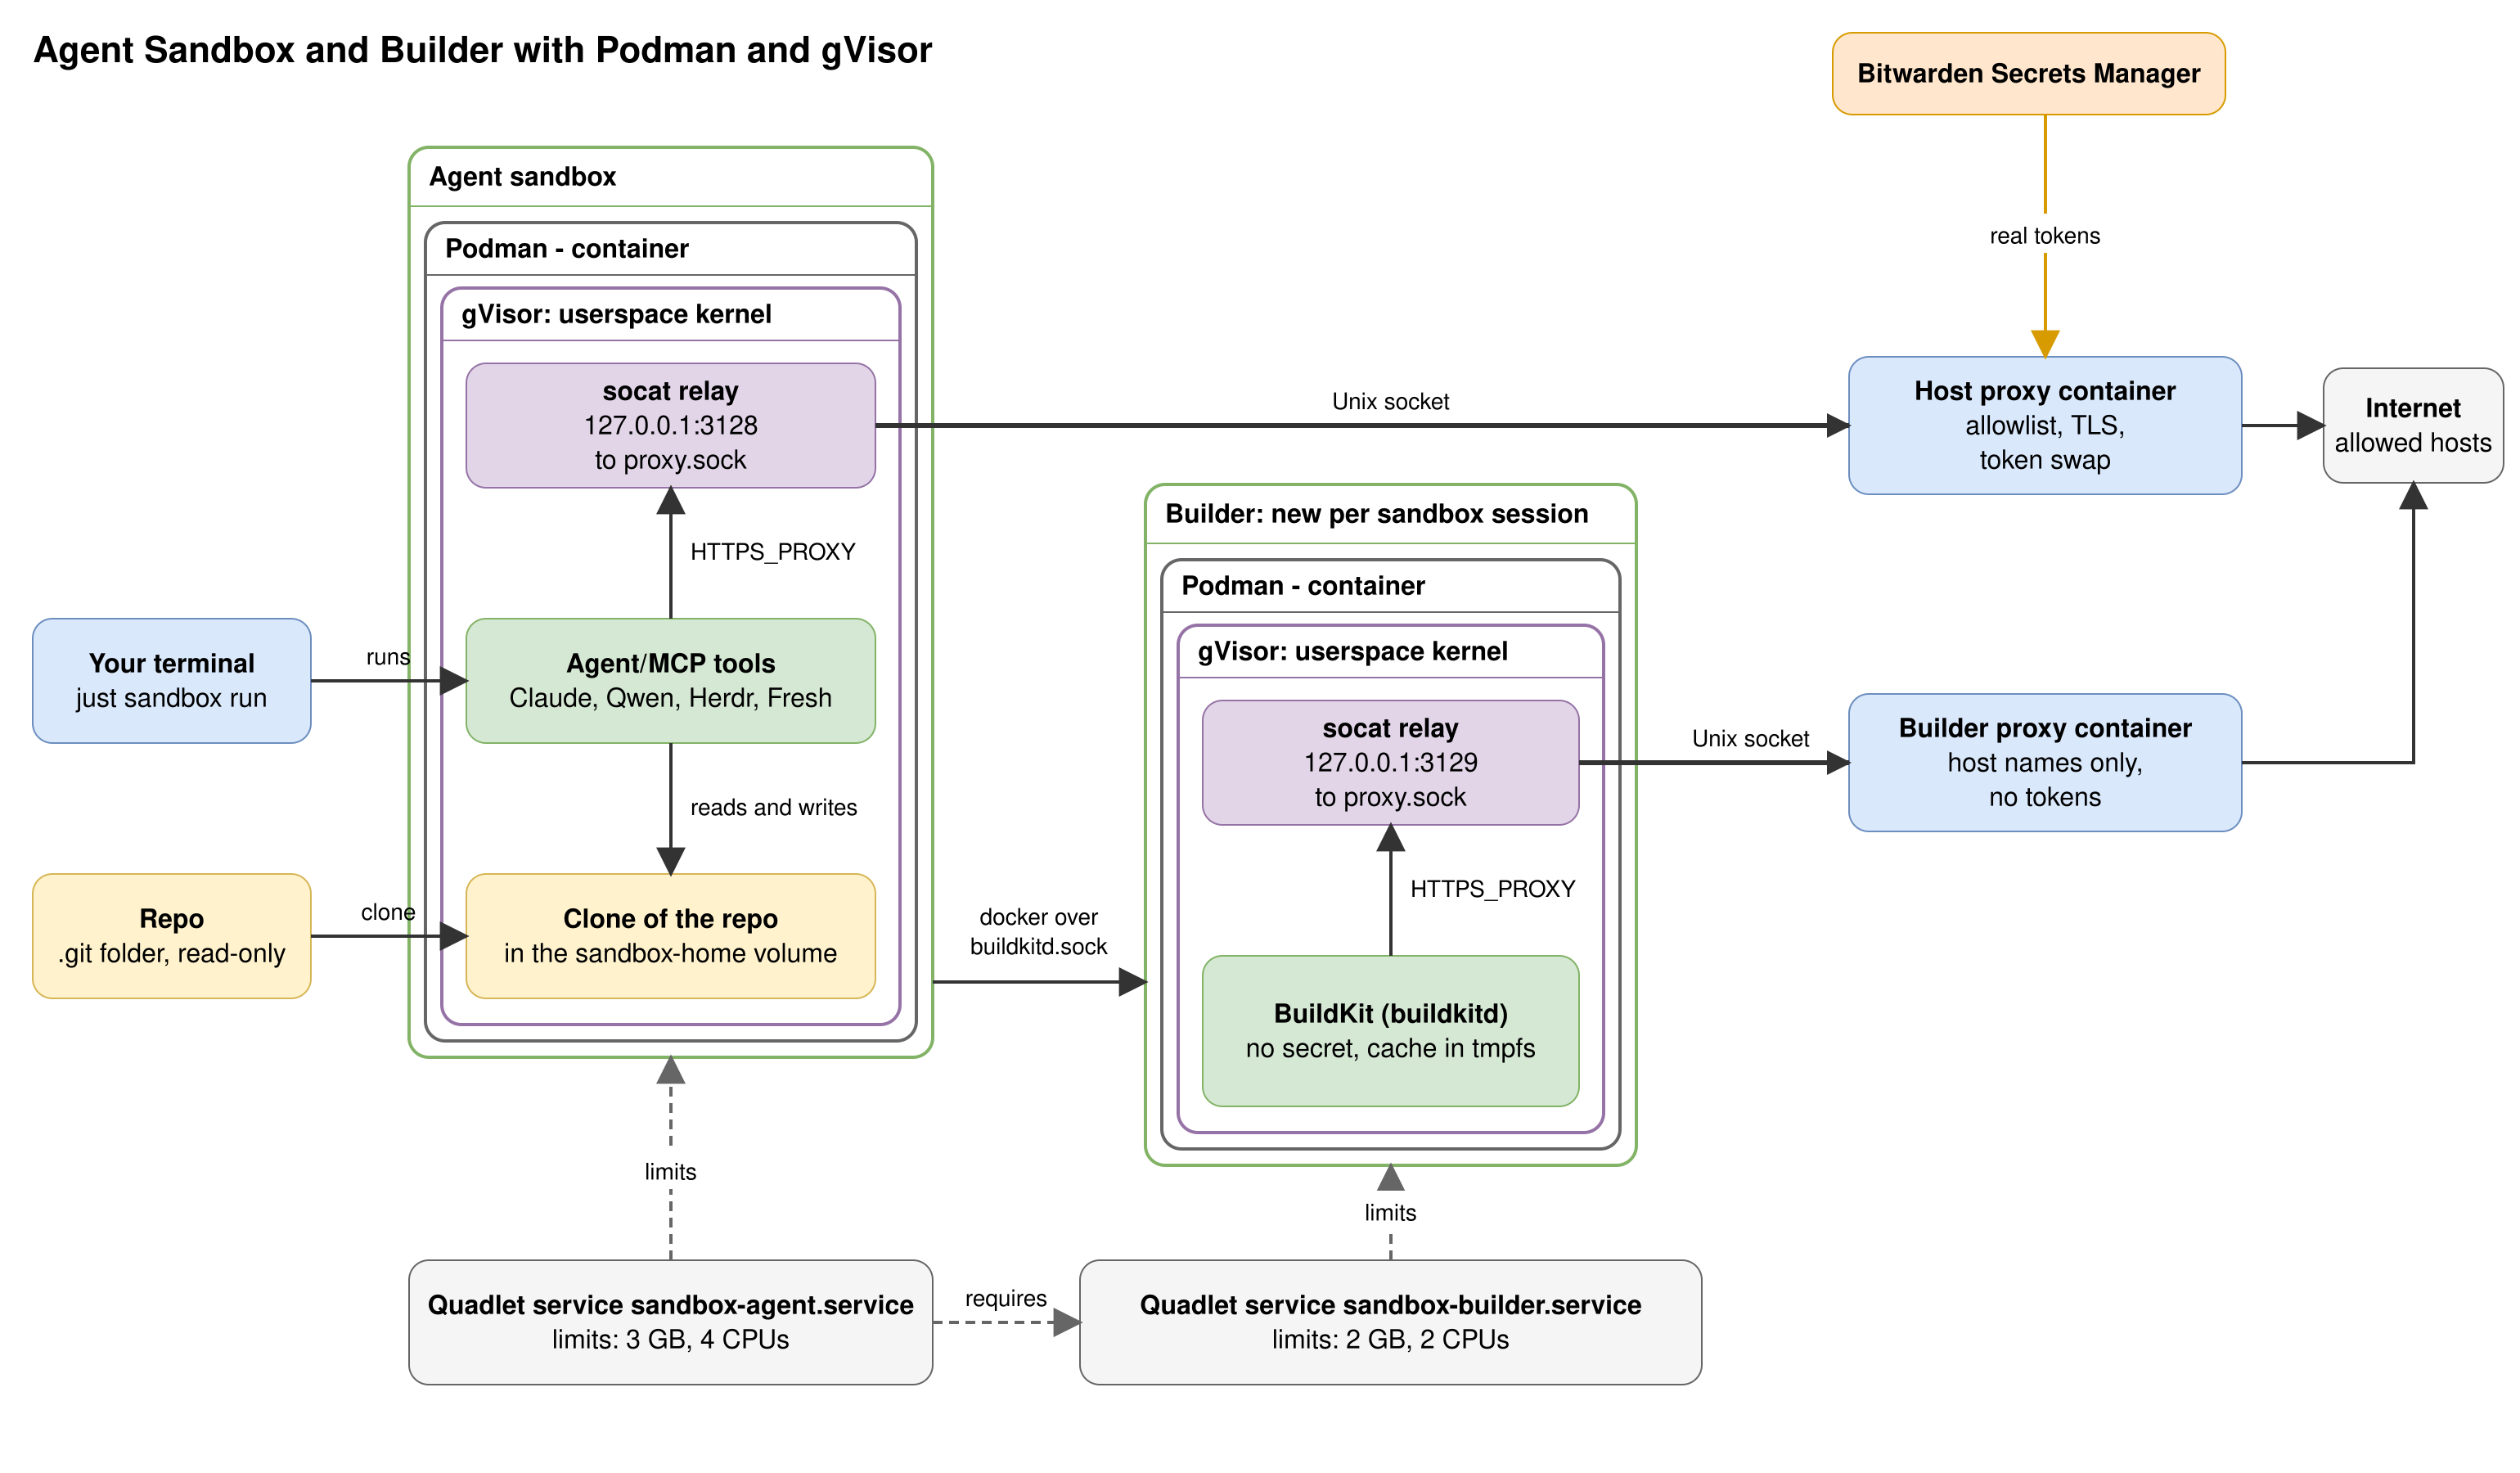 Agent Sandbox and Builder with Podman and gVisor
Bitwarden Secrets Manager
real tokens
Agent sandbox
Podman - container
gVisor: userspace kernel
socat relay
127.0.0.1:3128
to proxy.sock
Unix socket
Host proxy container
allowlist, TLS,
token swap
Internet
allowed hosts
HTTPS_PROXY
Your terminal
just sandbox run
runs
Agent/MCP tools
Claude, Qwen, Herdr, Fresh
reads and writes
Repo
.git folder, read-only
clone
Clone of the repo
in the sandbox-home volume
docker over
buildkitd.sock
Builder: new per sandbox session
Podman - container
gVisor: userspace kernel
socat relay
127.0.0.1:3129
to proxy.sock
Unix socket
Builder proxy container
host names only,
no tokens
HTTPS_PROXY
BuildKit (buildkitd)
no secret, cache in tmpfs
limits
limits
Quadlet service sandbox-agent.service
limits: 3 GB, 4 CPUs
requires
Quadlet service sandbox-builder.service
limits: 2 GB, 2 CPUs